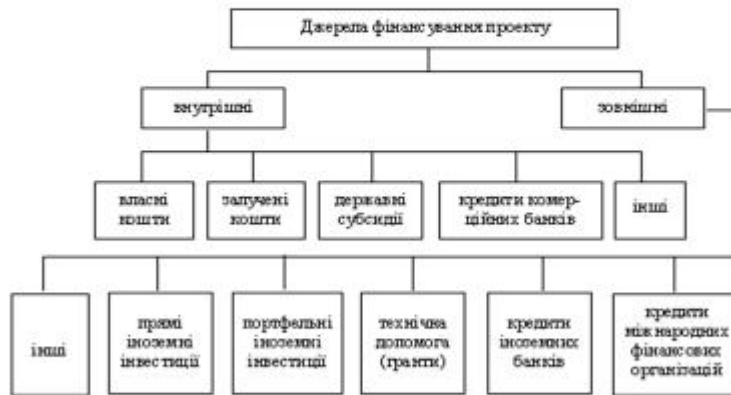 Джерела фінансування проекту
внутрішні
зовнішні
власні
кошти
залучені
кошти
державні
субсидії
кредити комер-
ційних банків
інші
інші
прямі
іноземні
інвестиції
портфальні
іноземні
інвестиції
технічна
допомога
(гранти)
кредити
іноземних
банків
кредити
міжнародних
фінансових
організацій